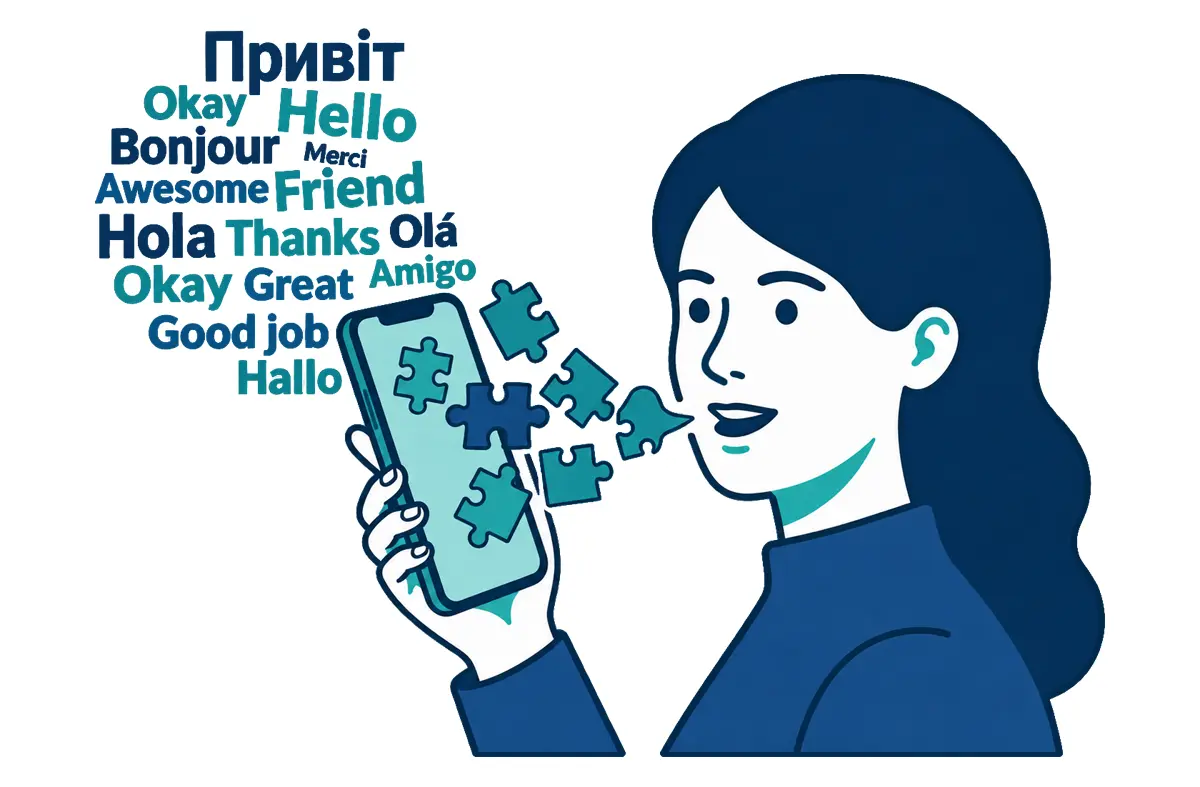 Привіт
Okay Hello
Bonjour Merci
Awesome Friend
Hola Thanks Olá
Okay Great Amigo
Good job
Hallo